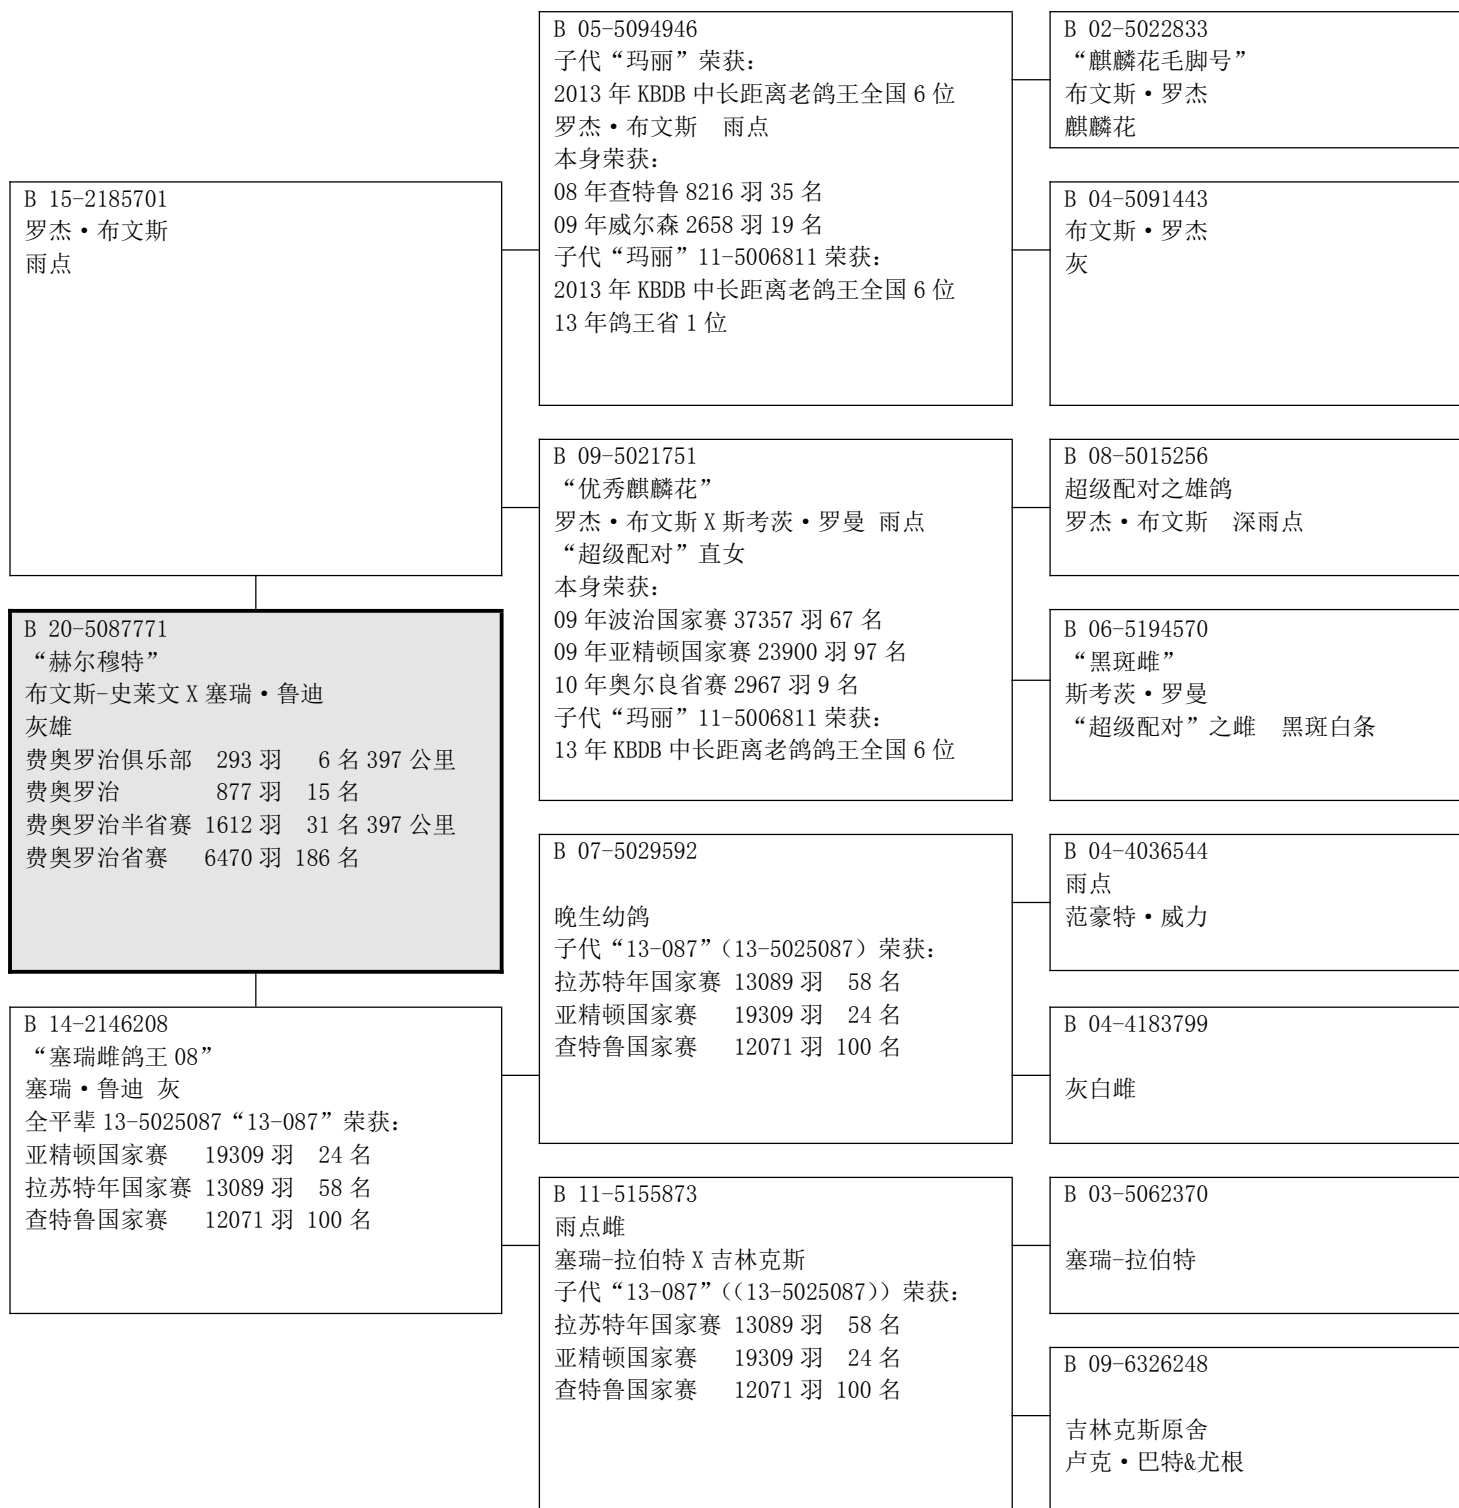 B 05-5094946
子代“玛丽”荣获：
2013 年 KBDB 中长距离老鸽王全国 6 位
罗杰·布文斯 雨点
本身荣获：
08 年查特鲁 8216 羽 35 名
09 年威尔森 2658 羽 19 名
子代“玛丽”11-5006811 荣获：
2013 年 KBDB 中长距离老鸽王全国 6 位
13 年鸽王省 1 位
B 02-5022833
“麒麟花毛脚号”
布文斯·罗杰
麒麟花
B 15-2185701
罗杰·布文斯
雨点
B 04-5091443
布文斯·罗杰
灰
B 09-5021751
“优秀麒麟花”
罗杰·布文斯 X 斯考茨·罗曼 雨点
“超级配对”直女
本身荣获：
09 年波治国家赛 37357 羽 67 名
09 年亚精顿国家赛 23900 羽 97 名
10 年奥尔良省赛 2967 羽 9 名
子代“玛丽”11-5006811 荣获：
13 年 KBDB 中长距离老鸽鸽王全国 6 位
B 08-5015256
超级配对之雄鸽
罗杰·布文斯 深雨点
B 20-5087771
“赫尔穆特”
布文斯-史莱文 X 塞瑞·鲁迪
灰雄
费奥罗治俱乐部 293 羽 6 名 397 公里
费奥罗治 877 羽 15 名
费奥罗治半省赛 1612 羽 31 名 397 公里
费奥罗治省赛 6470 羽 186 名
B 06-5194570
“黑斑雌”
斯考茨·罗曼
“超级配对”之雌 黑斑白条
B 07-5029592
晚生幼鸽
子代“13-087”（13-5025087）荣获：
拉苏特年国家赛 13089 羽 58 名
亚精顿国家赛 19309 羽 24 名
查特鲁国家赛 12071 羽 100 名
B 04-4036544
雨点
范豪特·威力
B 14-2146208
“塞瑞雌鸽王 08”
塞瑞·鲁迪 灰
全平辈 13-5025087“13-087”荣获：
亚精顿国家赛 19309 羽 24 名
拉苏特年国家赛 13089 羽 58 名
查特鲁国家赛 12071 羽 100 名
B 04-4183799
灰白雌
B 11-5155873
雨点雌
塞瑞-拉伯特 X 吉林克斯
子代“13-087”（(13-5025087)）荣获：
拉苏特年国家赛 13089 羽 58 名
亚精顿国家赛 19309 羽 24 名
查特鲁国家赛 12071 羽 100 名
B 03-5062370
塞瑞-拉伯特
B 09-6326248
吉林克斯原舍
卢克·巴特&尤根